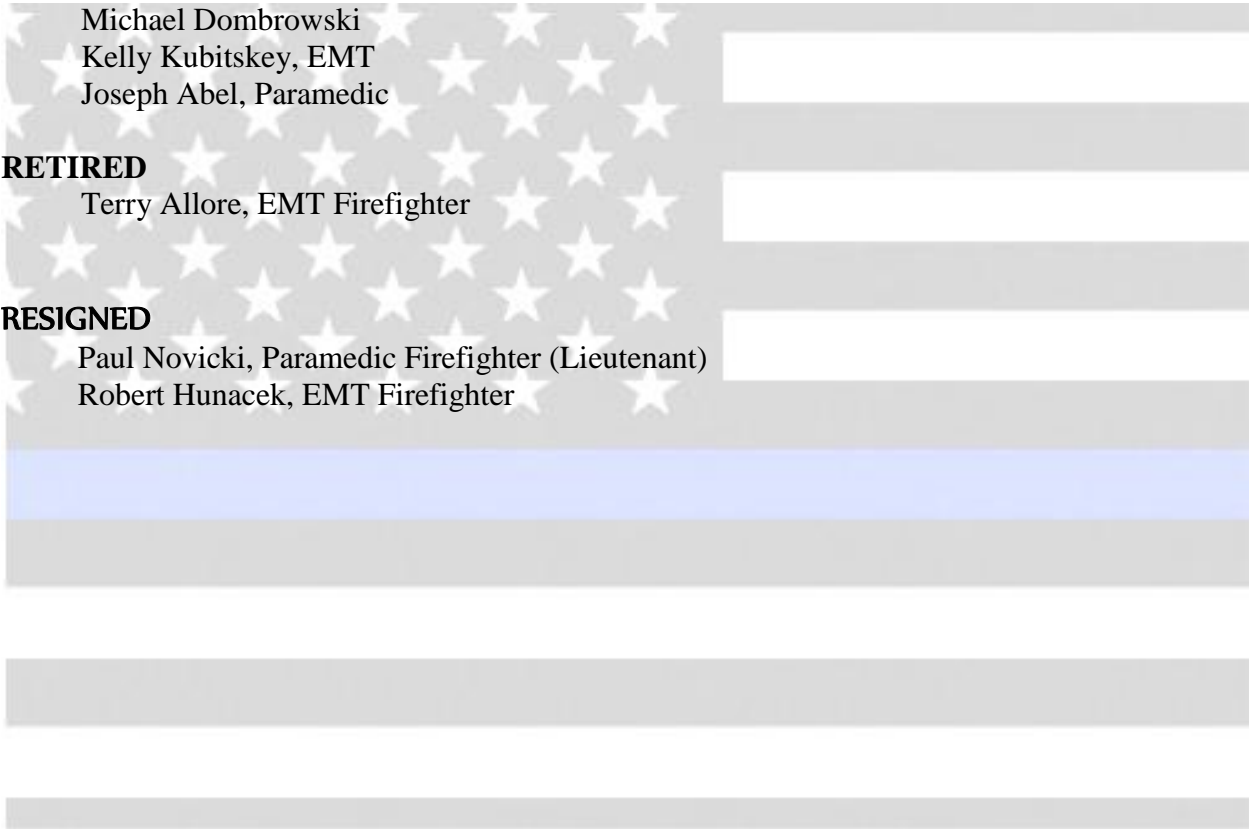 Michael Dombrowski
Kelly Kubitskey, EMT
Joseph Abel, Paramedic
RETIRED
Terry Allore, EMT Firefighter
RESIGNED
Paul Novicki, Paramedic Firefighter (Lieutenant)
Robert Hunacek, EMT Firefighter